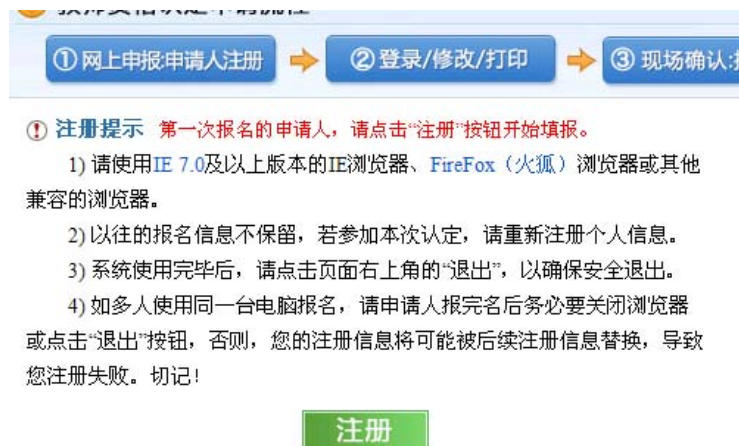 ①网上申报:申请人注册 ②登录/修改/打印 ③现场确认:
注册提示 第一次报名的申请人，请点击“注册”按钮开始填报。
1) 请使用IE 7.0及以上版本的IE浏览器、FireFox（火狐）浏览器或其他
兼容的浏览器。
2) 以往的报名信息不保留，若参加本次认定，请重新注册个人信息。
3) 系统使用完毕后，请点击页面右上角的“退出”，以确保安全退出。
4) 如多人使用同一台电脑报名，请申请人报完名后务必要关闭浏览器
或点击“退出”按钮，否则，您的注册信息将可能被后续注册信息替换，导致
您注册失败。切记！
注册